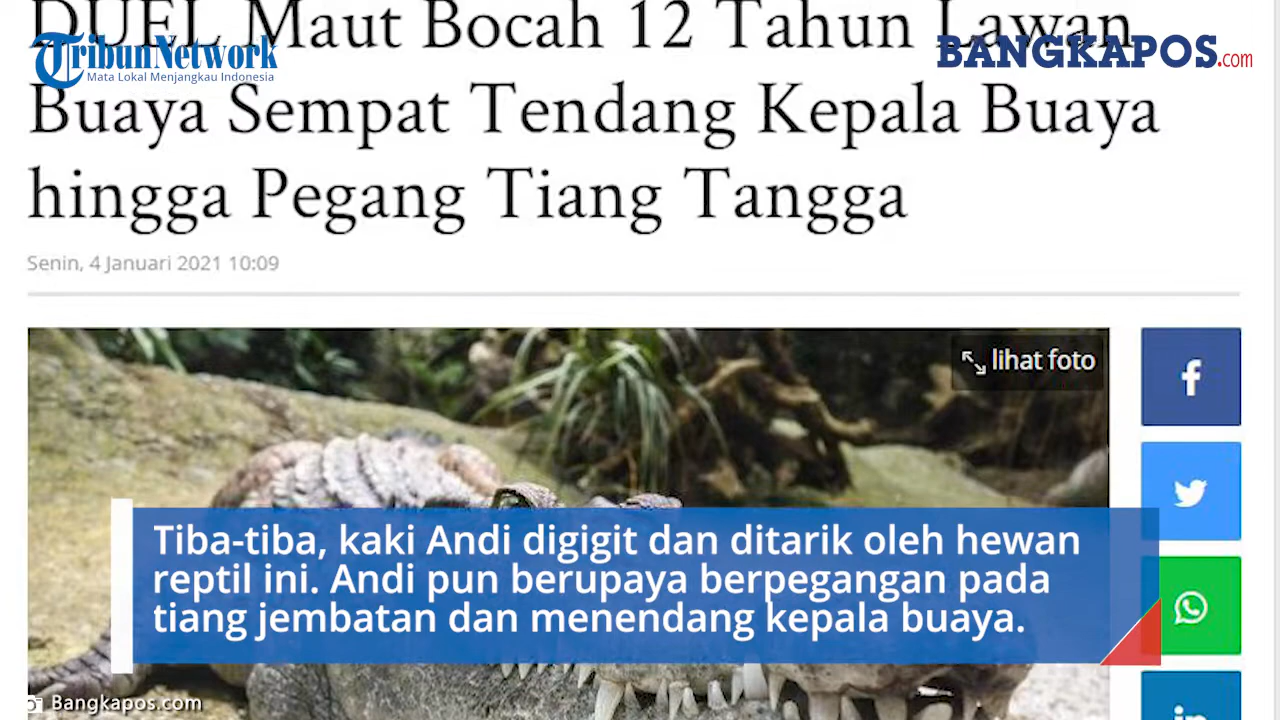 DUEL Maut Bocah 12 Tahun Lawan
TribunNetwork
Mata Lokal Menjangkau Indonesia
BANGKAPOS.com
Buaya Sempat Tendang Kepala Buaya
hingga Pegang Tiang Tangga
Senin, 4 Januari 2021 10:09
lihat foto
Tiba-tiba, kaki Andi digigit dan ditarik oleh hewan
reptil ini. Andi pun berupaya berpegangan pada
tiang jembatan dan menendang kepala buaya.
Bangkapos.com